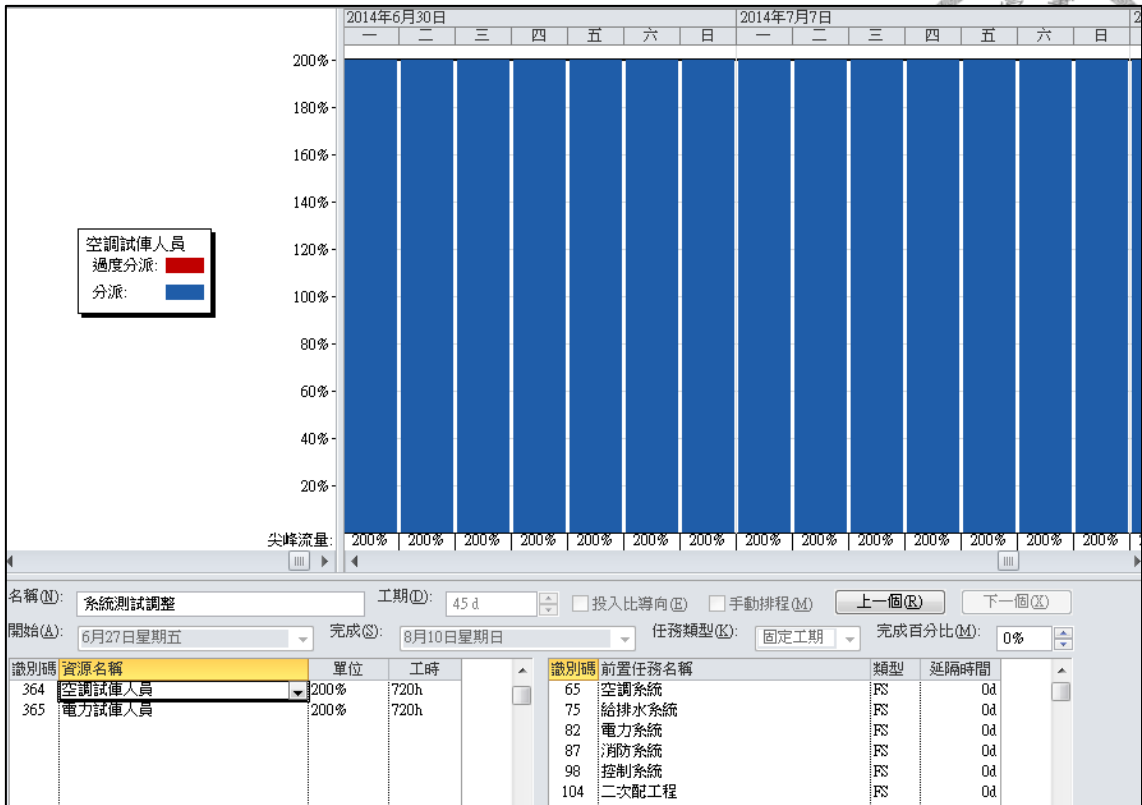 2014年6月30日 2014年7月7日 2
一 二 三 四 五 六 日 一 二 三 四 五 六 日
200%
180%
160%
140%
120%
100%
80%
60%
40%
20%
空調試俥人員
過度分派:
分派:
尖峰流量: 200% 200% 200% 200% 200% 200% 200% 200% 200% 200% 200% 200% 200% 200%
名稱(N): 系統測試調整 工期(D): 45 d 投入比導向(E) 手動排程(M) 上一個(R) 下一個(X)
開始(A): 6月27日星期五 完成(S): 8月10日星期日 任務類型(K): 固定工期 完成百分比(M): 0%
識別碼 資源名稱 單位 工時 識別碼 前置任務名稱 類型 延隔時間
364 空調試俥人員 200% 720h 65 空調系統 FS 0d
365 電力試俥人員 200% 720h 75 給排水系統 FS 0d
82 電力系統 FS 0d
87 消防系統 FS 0d
98 控制系統 FS 0d
104 二次配工程 FS 0d